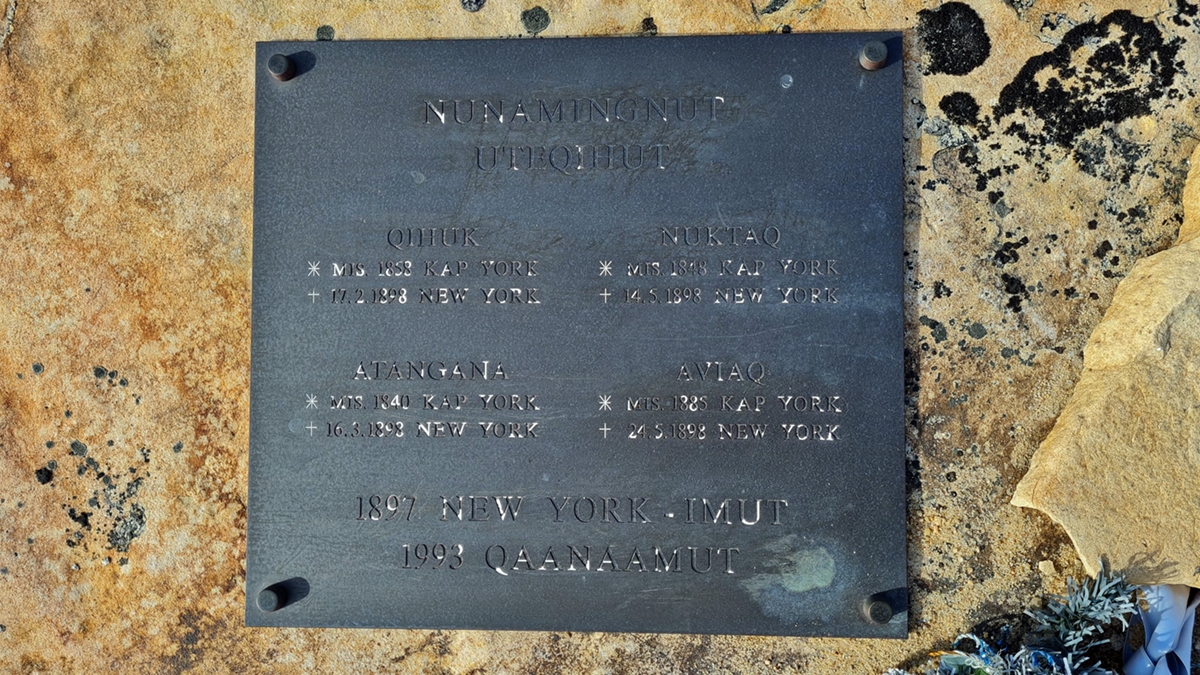 NUNAMINGNUT
UTEQIHUT
QIHUK
* MIS. 1858 KAP YORK
† 17.2.1898 NEW YORK
NUKTAQ
* MIS. 1848 KAP YORK
† 14.5.1898 NEW YORK
ATANGANA
* MIS. 1840 KAP YORK
† 16.3.1898 NEW YORK
AVIAQ
* MIS. 1885 KAP YORK
† 24.5.1898 NEW YORK
1897 NEW YORK - IMUT
1993 QAANAAMUT